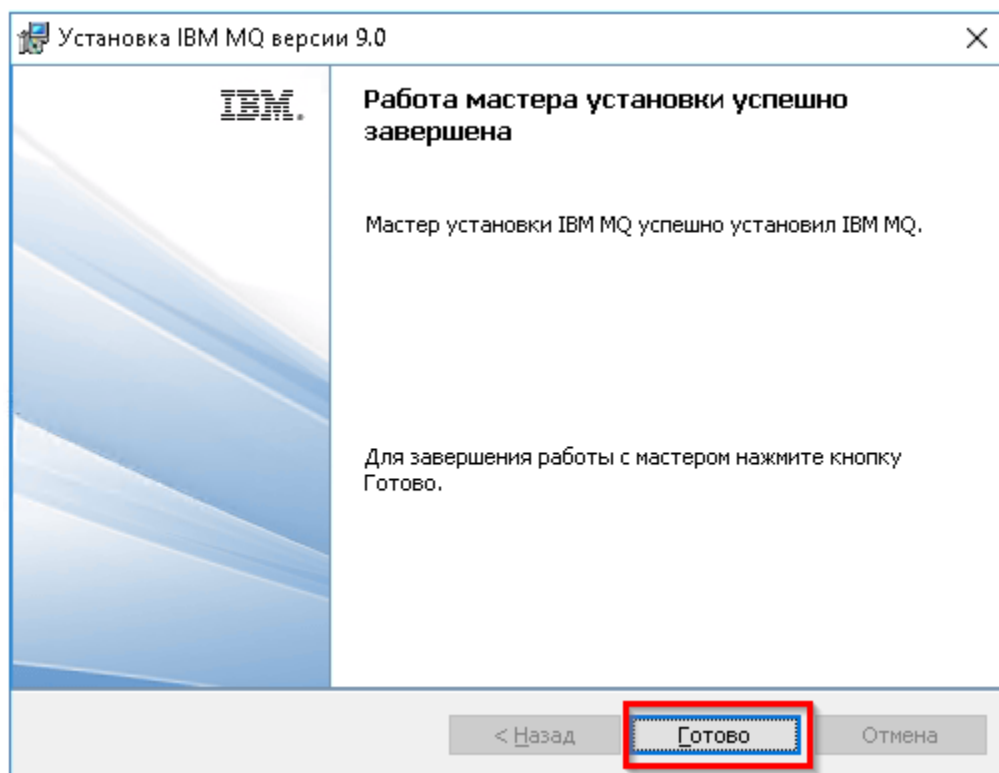 Установка IBM MQ версии 9.0
IBM.
Работа мастера установки успешно
завершена
Мастер установки IBM MQ успешно установил IBM MQ.
Для завершения работы с мастером нажмите кнопку
Готово.
< Назад
Готово
Отмена